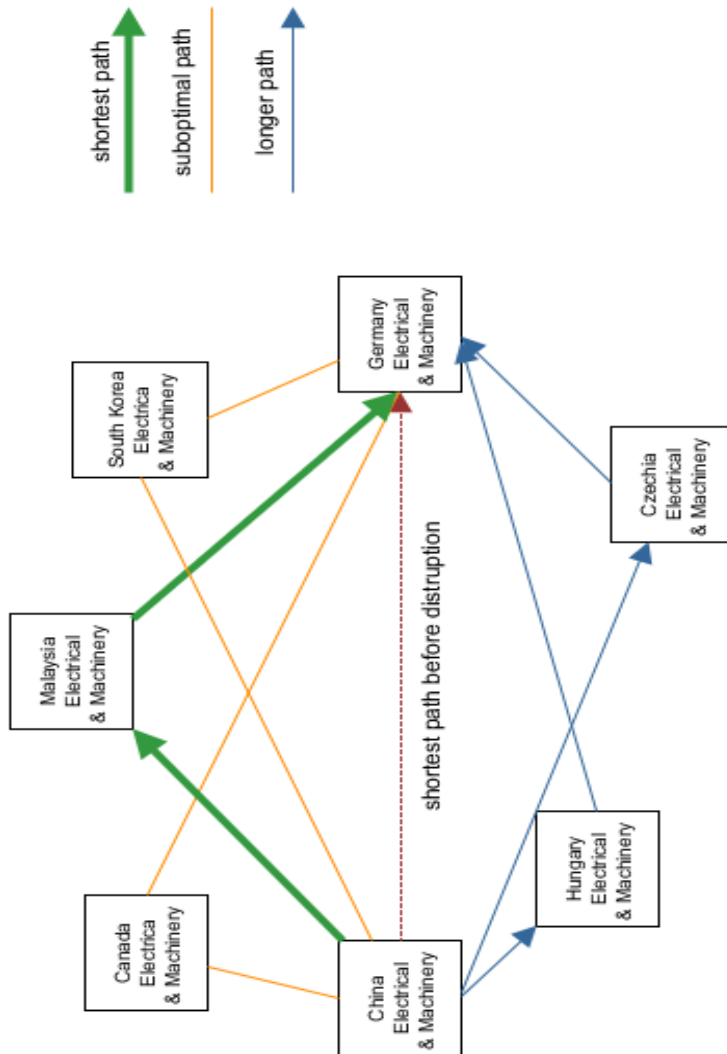 shortest path
suboptimal path
longer path
South Korea
Electrica
& Machinery
Germany
Electrical
& Machinery
Malaysia
Electrical
& Machinery
Czechia
Electrical
& Machinery
shortest path before distruption
Canada
Electrica
& Machinery
China
Electrical
& Machinery
Hungary
Electrical
& Machinery